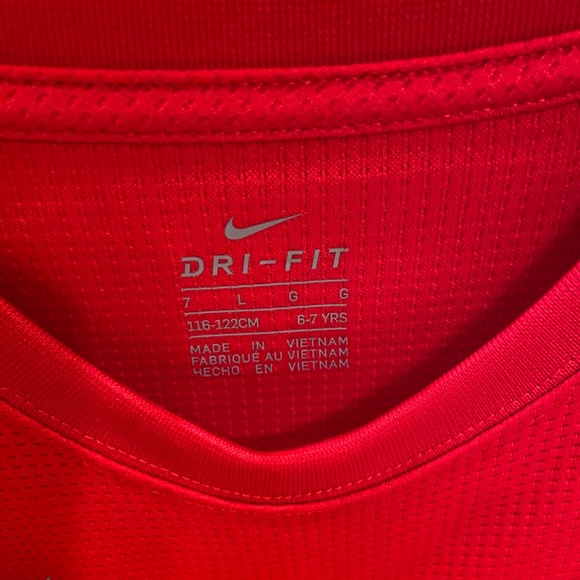 DRI-FIT
7 L G G
116-122CM 6-7 YRS
MADE IN VIETNAM
FABRIQUÉ AU VIETNAM
HECHO EN VIETNAM